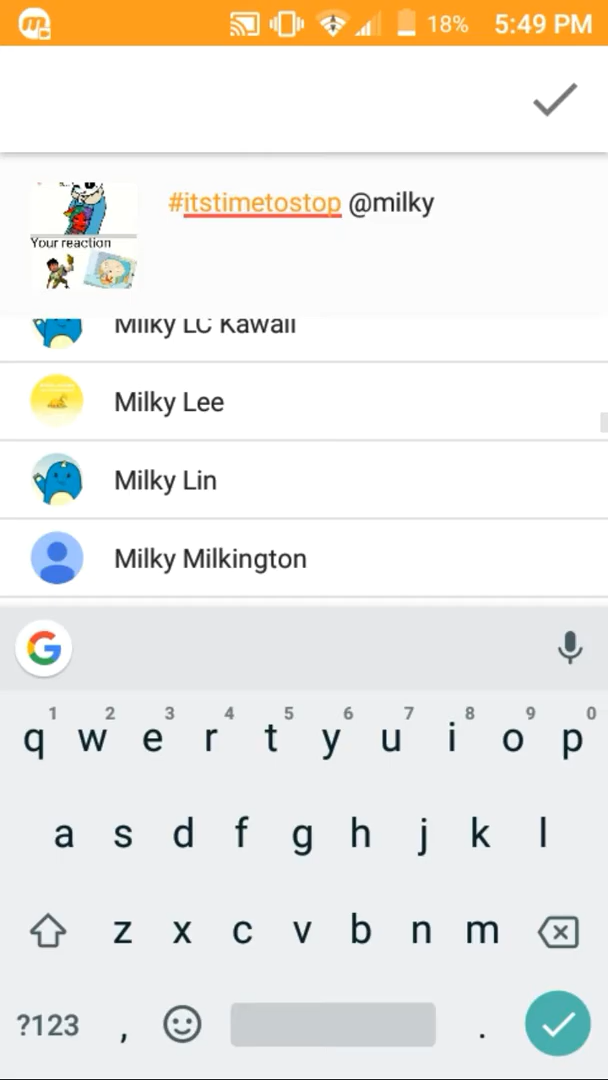 18% 5:49 PM
#itstimetostop @milky
Your reaction
Milky LC Kawaii
Milky Lee
Milky Lin
Milky Milkington
G
1 2 3 4 5 6 7 8 9 0
q w e r t y u i o p
a s d f g h j k l
z x c v b n m
?123 , .